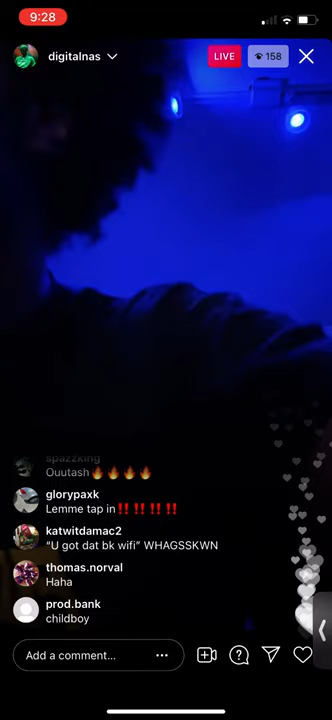 9:28
digitalnas
LIVE
158
spazzking
Ouutash🔥🔥🔥🔥
glorypaxk
Lemme tap in‼️‼️‼️‼️
katwitdamac2
“U got dat bk wifi” WHAGSSKWN
thomas.norval
Haha
prod.bank
childboy
Add a comment...